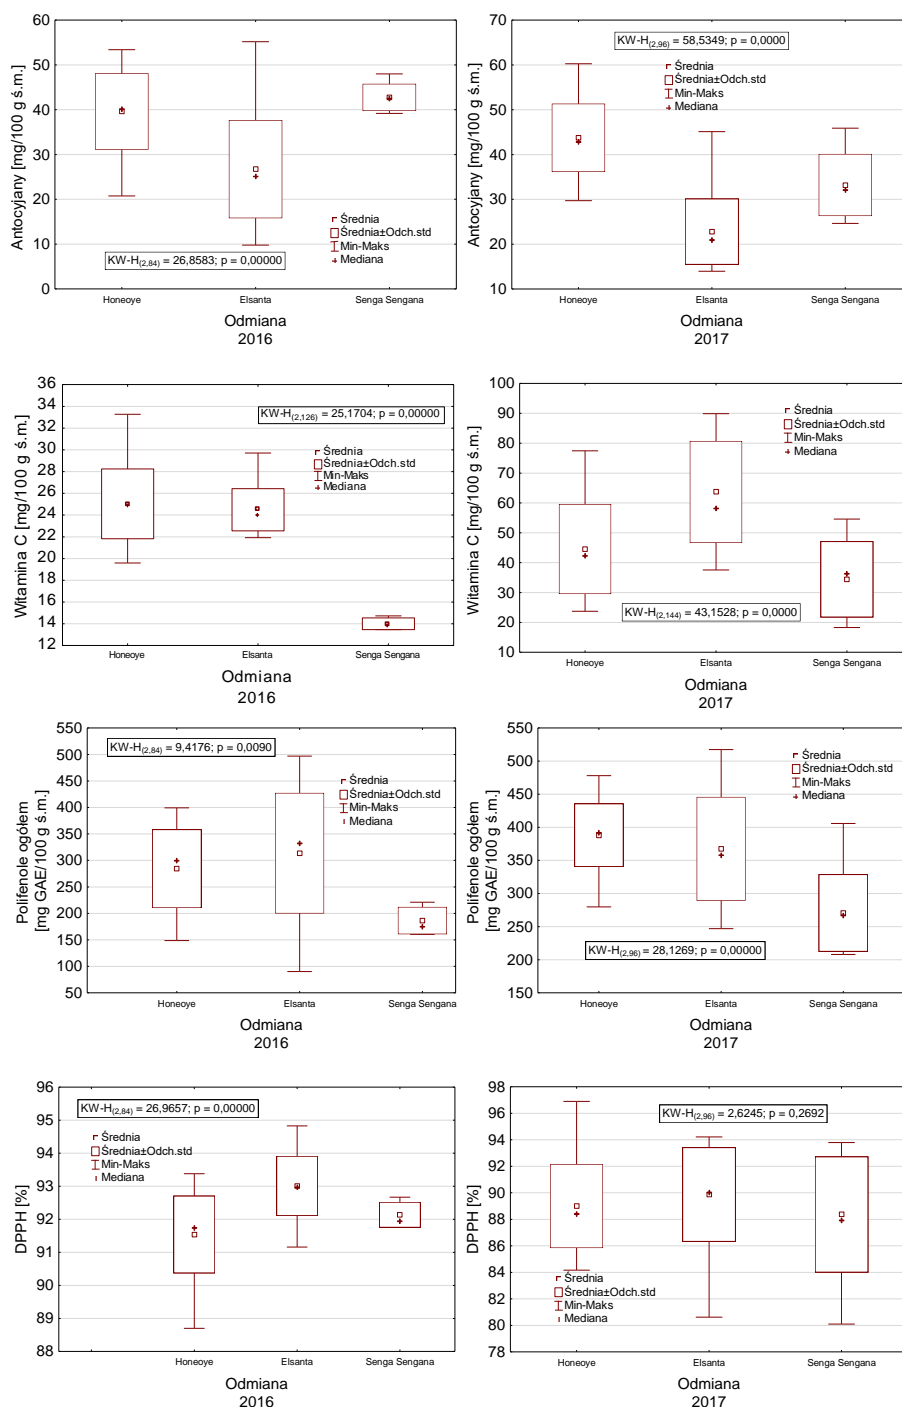 Antocyjany [mg/100 g ś.m.]
60
50
40
30
20
10
0
KW-H(2,84) = 26,8583; p = 0,00000
Średnia
Średnia±Odch.std
Min-Maks
Mediana
Honeoye
Elsanta
Senga Sengana
Odmiana
2016
Antocyjany [mg/100 g ś.m.]
70
60
50
40
30
20
10
KW-H(2,96) = 58,5349; p = 0,0000
Średnia
Średnia±Odch.std
Min-Maks
Mediana
Honeoye
Elsanta
Senga Sengana
Odmiana
2017
Witamina C [mg/100 g ś.m.]
36
34
32
30
28
26
24
22
20
18
16
14
12
KW-H(2,126) = 25,1704; p = 0,00000
Średnia
Średnia±Odch.std
Min-Maks
Mediana
Honeoye
Elsanta
Senga Sengana
Odmiana
2016
Witamina C [mg/100 g ś.m.]
100
90
80
70
60
50
40
30
20
10
Średnia
Średnia±Odch.std
Min-Maks
Mediana
KW-H(2,144) = 43,1528; p = 0,0000
Honeoye
Elsanta
Senga Sengana
Odmiana
2017
Polifenole ogółem
[mg GAE/100 g ś.m.]
550
500
450
400
350
300
250
200
150
100
50
KW-H(2,84) = 9,4176; p = 0,0090
Średnia
Średnia±Odch.std
Min-Maks
Mediana
Honeoye
Elsanta
Senga Sengana
Odmiana
2016
Polifenole ogółem
[mg GAE/100 g ś.m.]
550
500
450
400
350
300
250
200
150
Średnia
Średnia±Odch.std
Min-Maks
Mediana
KW-H(2,96) = 28,1269; p = 0,00000
Honeoye
Elsanta
Senga Sengana
Odmiana
2017
DPPH [%]
96
95
94
93
92
91
90
89
88
KW-H(2,84) = 26,9657; p = 0,00000
Średnia
Średnia±Odch.std
Min-Maks
Mediana
Honeoye
Elsanta
Senga Sengana
Odmiana
2016
DPPH [%]
98
96
94
92
90
88
86
84
82
80
78
KW-H(2,96) = 2,6245; p = 0,2692
Średnia
Średnia±Odch.std
Min-Maks
Mediana
Honeoye
Elsanta
Senga Sengana
Odmiana
2017